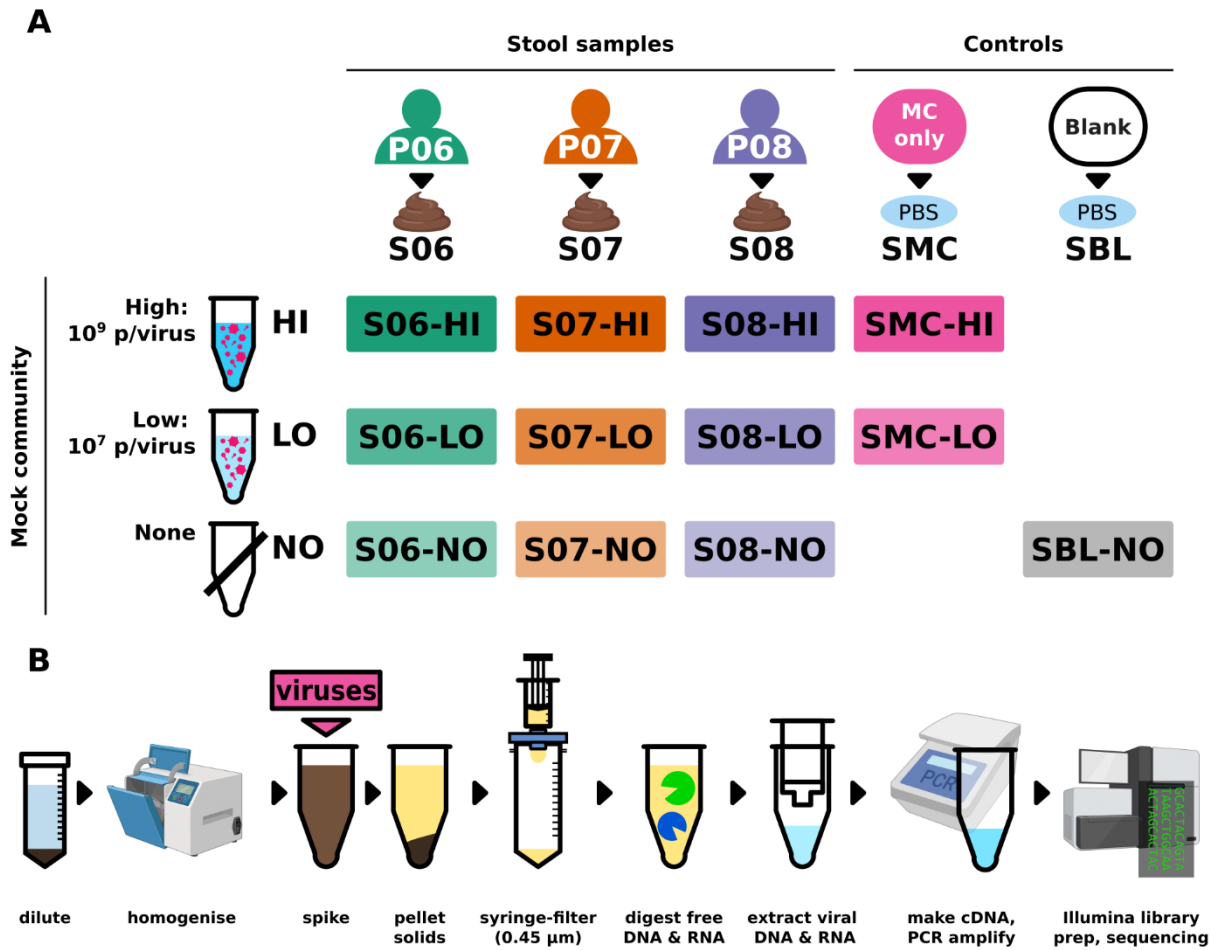 A
Stool samples
Controls
P06
P07
P08
MC
only
Blank
PBS
PBS
S06
S07
S08
SMC
SBL
Mock community
High:
10⁹ p/virus
HI
S06-HI
S07-HI
S08-HI
SMC-HI
Low:
10⁷ p/virus
LO
S06-LO
S07-LO
S08-LO
SMC-LO
None
NO
S06-NO
S07-NO
S08-NO
SBL-NO
B
viruses
PCR
GCACTACAGTA
TAAGCTGGCAA
ACTAGCACTAC
dilute
homogenise
spike
pellet
solids
syringe-filter
(0.45 µm)
digest free
DNA & RNA
extract viral
DNA & RNA
make cDNA,
PCR amplify
Illumina library
prep, sequencing